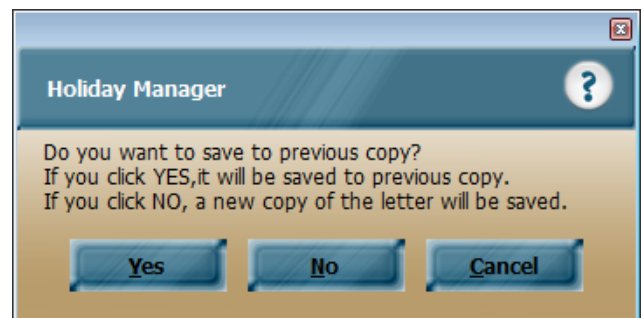 Holiday Manager
Do you want to save to previous copy?
If you click YES,it will be saved to previous copy.
If you click NO, a new copy of the letter will be saved.
Yes No Cancel